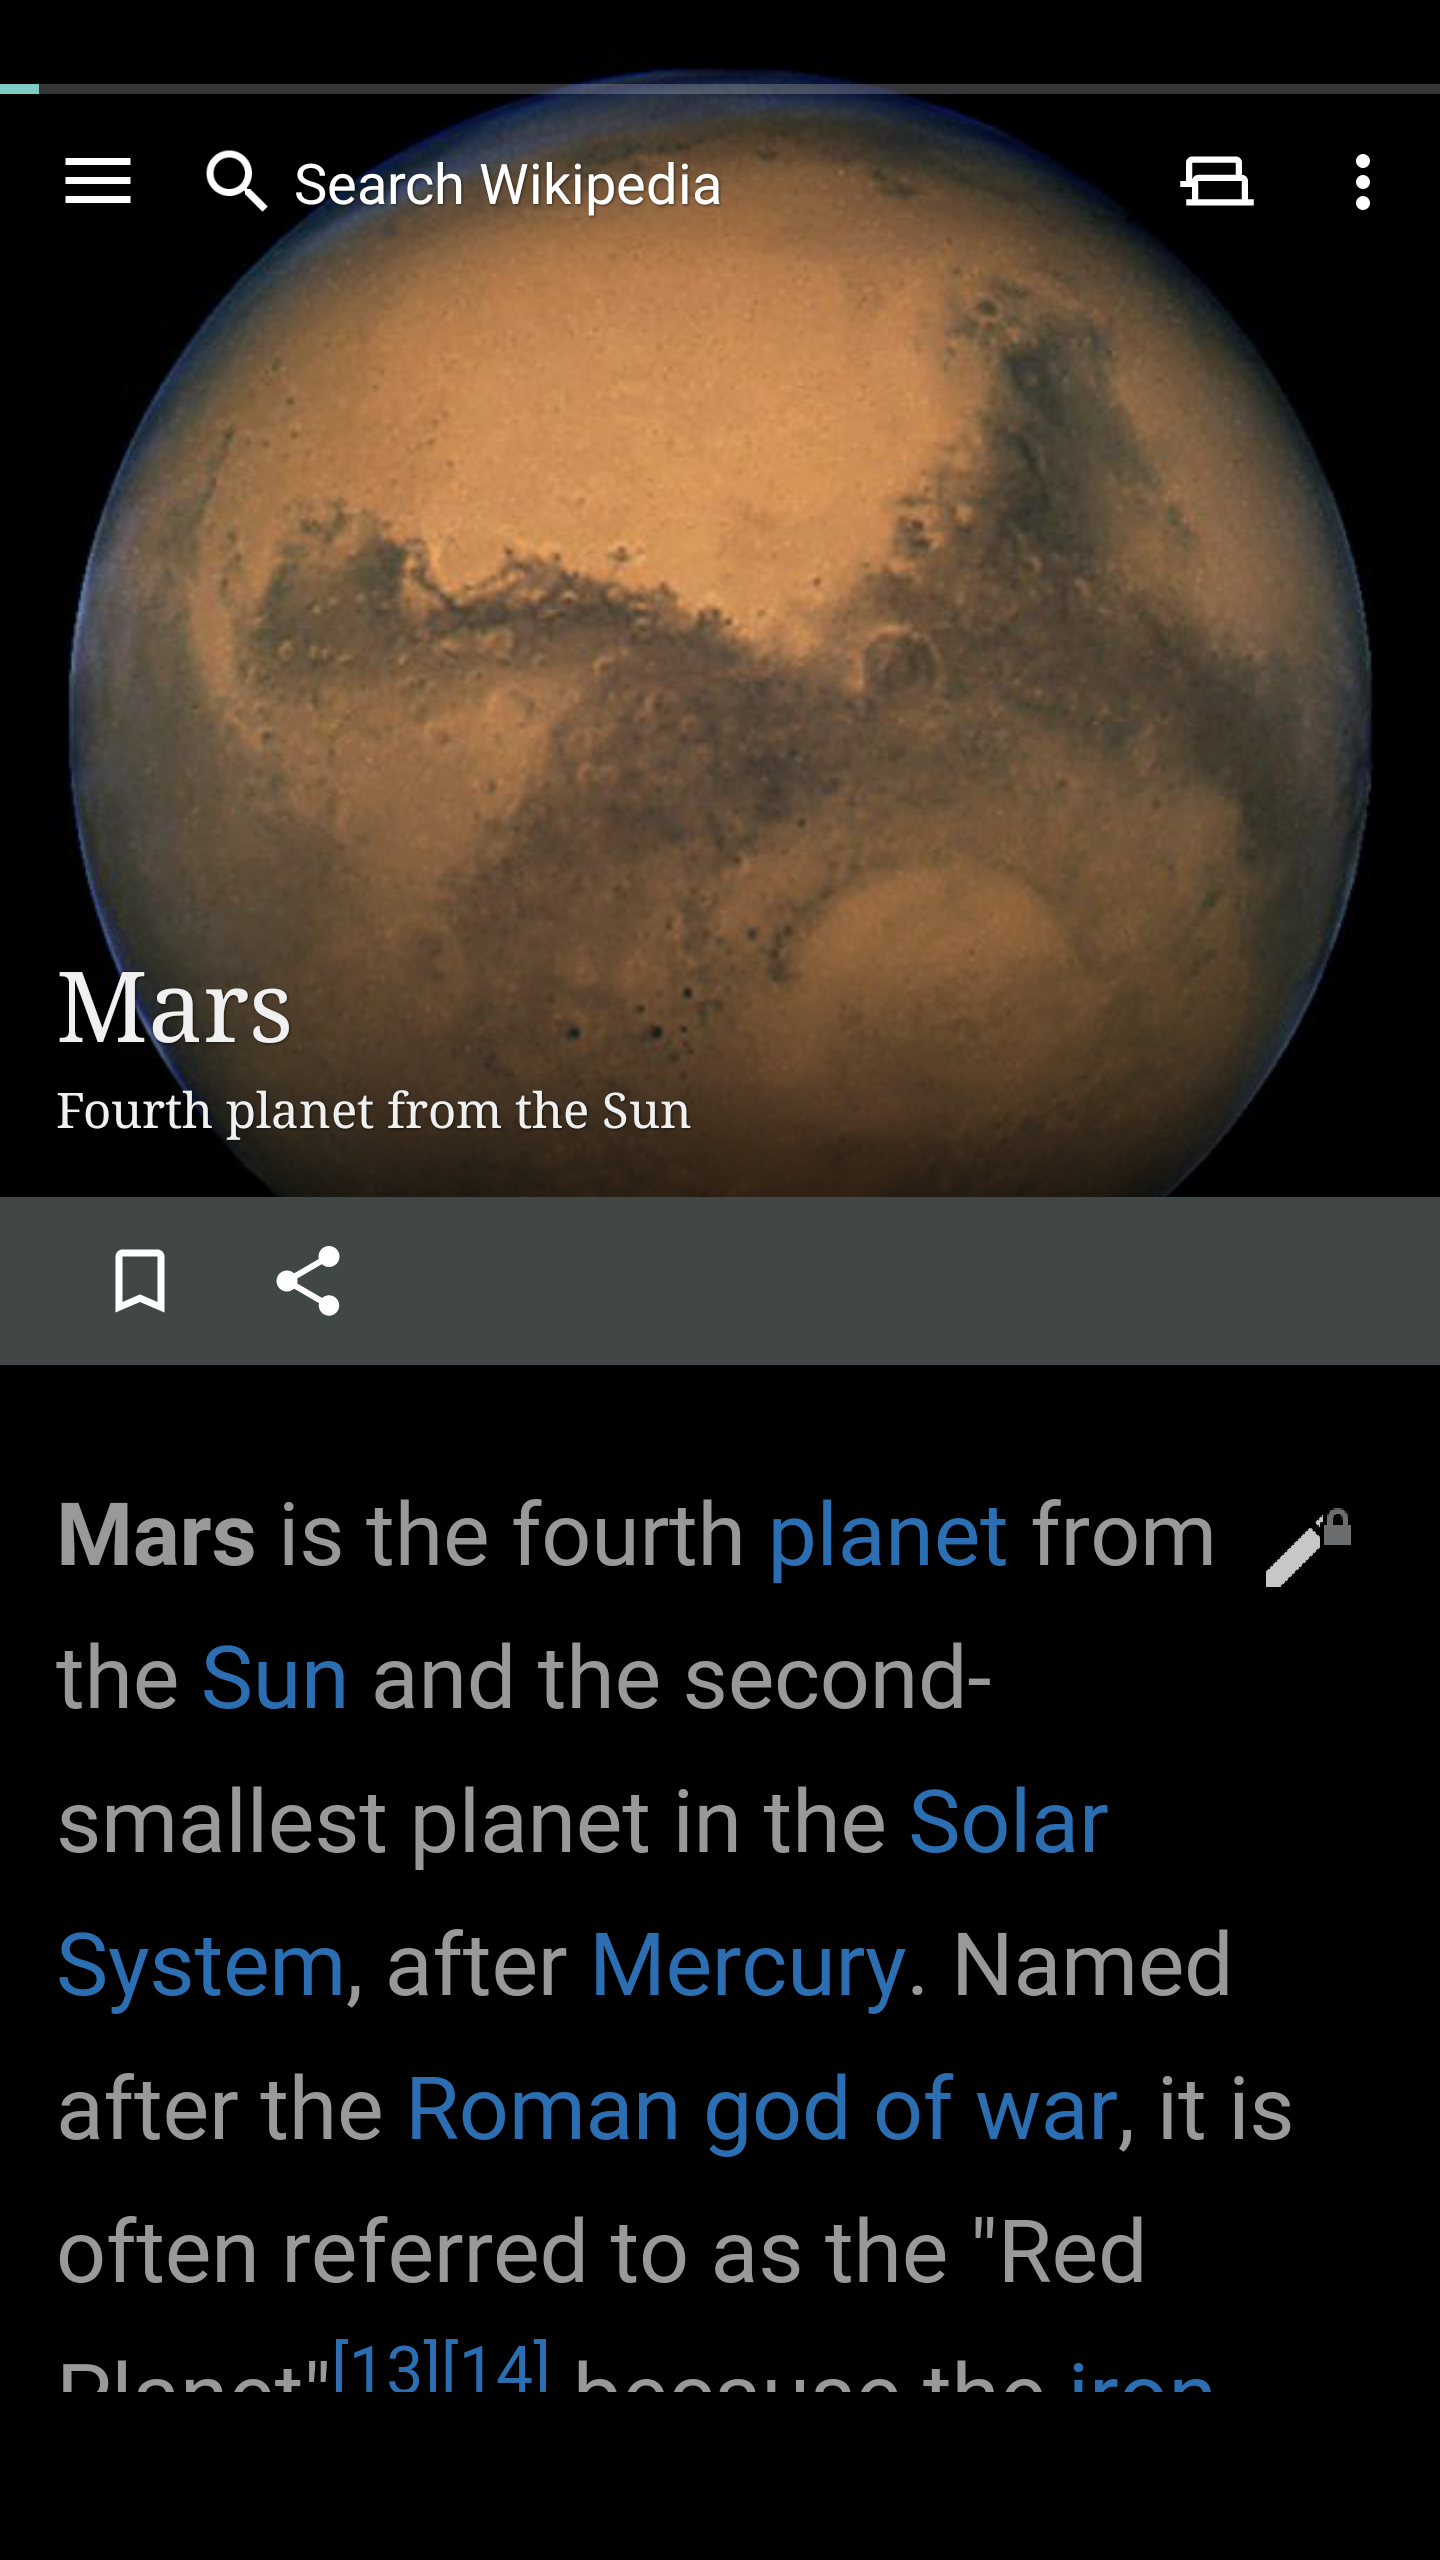 Search Wikipedia
Mars
Fourth planet from the Sun
Mars is the fourth planet from
the Sun and the second-
smallest planet in the Solar
System, after Mercury. Named
after the Roman god of war, it is
often referred to as the "Red
Planet"[13][14] because the iron